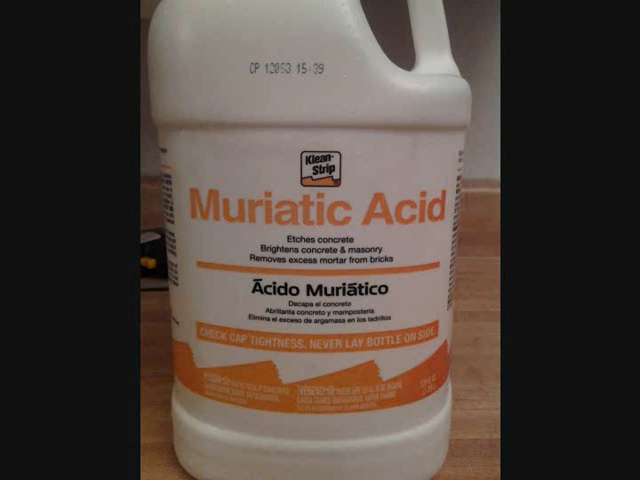 CP 12053 15:39
Klean-
Strip
Muriatic Acid
Etches concrete
Brightens concrete & masonry
Removes excess mortar from bricks
Ácido Muriático
Decapa el concreto
Abrillanta concreto y mampostería
Elimina el exceso de argamasa en los ladrillos
CHECK CAP TIGHTNESS. NEVER LAY BOTTLE ON SIDE.